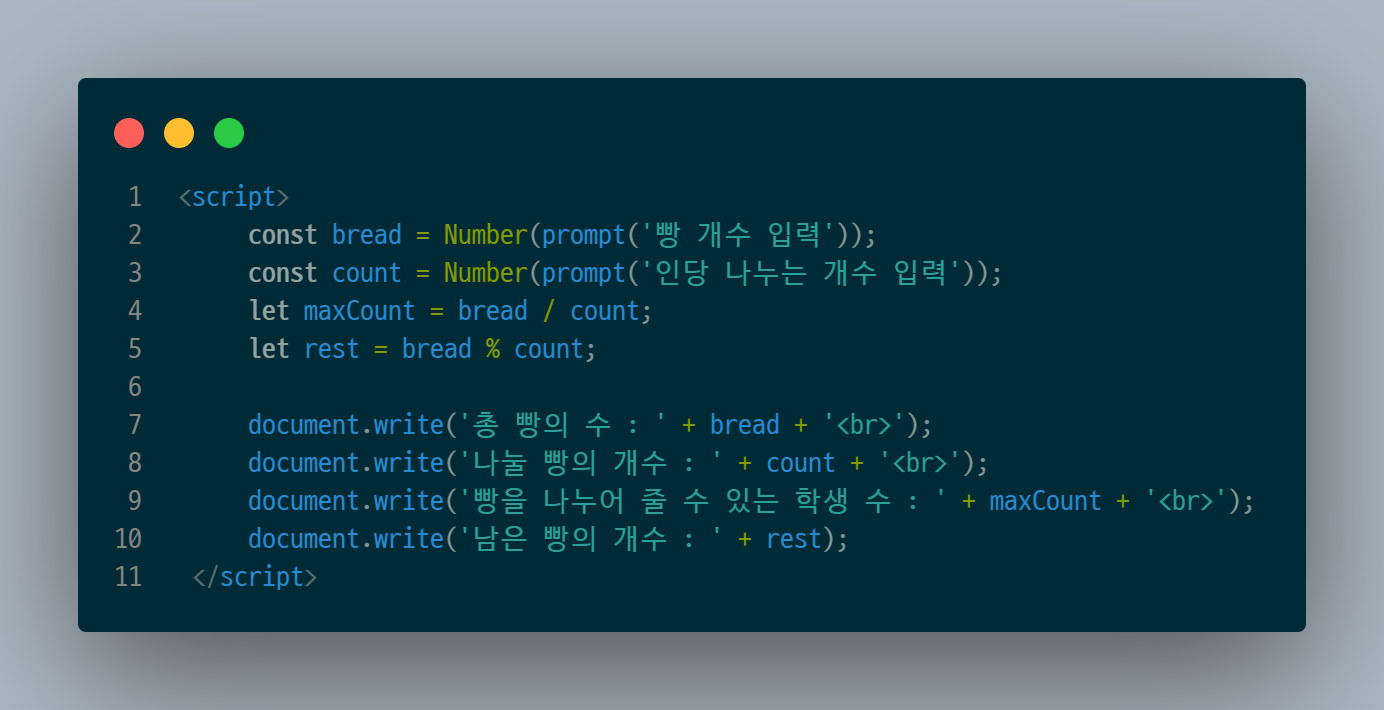 1 <script>
2 const bread = Number(prompt('빵 개수 입력'));
3 const count = Number(prompt('인당 나누는 개수 입력'));
4 let maxCount = bread / count;
5 let rest = bread % count;
6
7 document.write('총 빵의 수 : ' + bread + '<br>');
8 document.write('나눌 빵의 개수 : ' + count + '<br>');
9 document.write('빵을 나누어 줄 수 있는 학생 수 : ' + maxCount + '<br>');
10 document.write('남은 빵의 개수 : ' + rest);
11 </script>